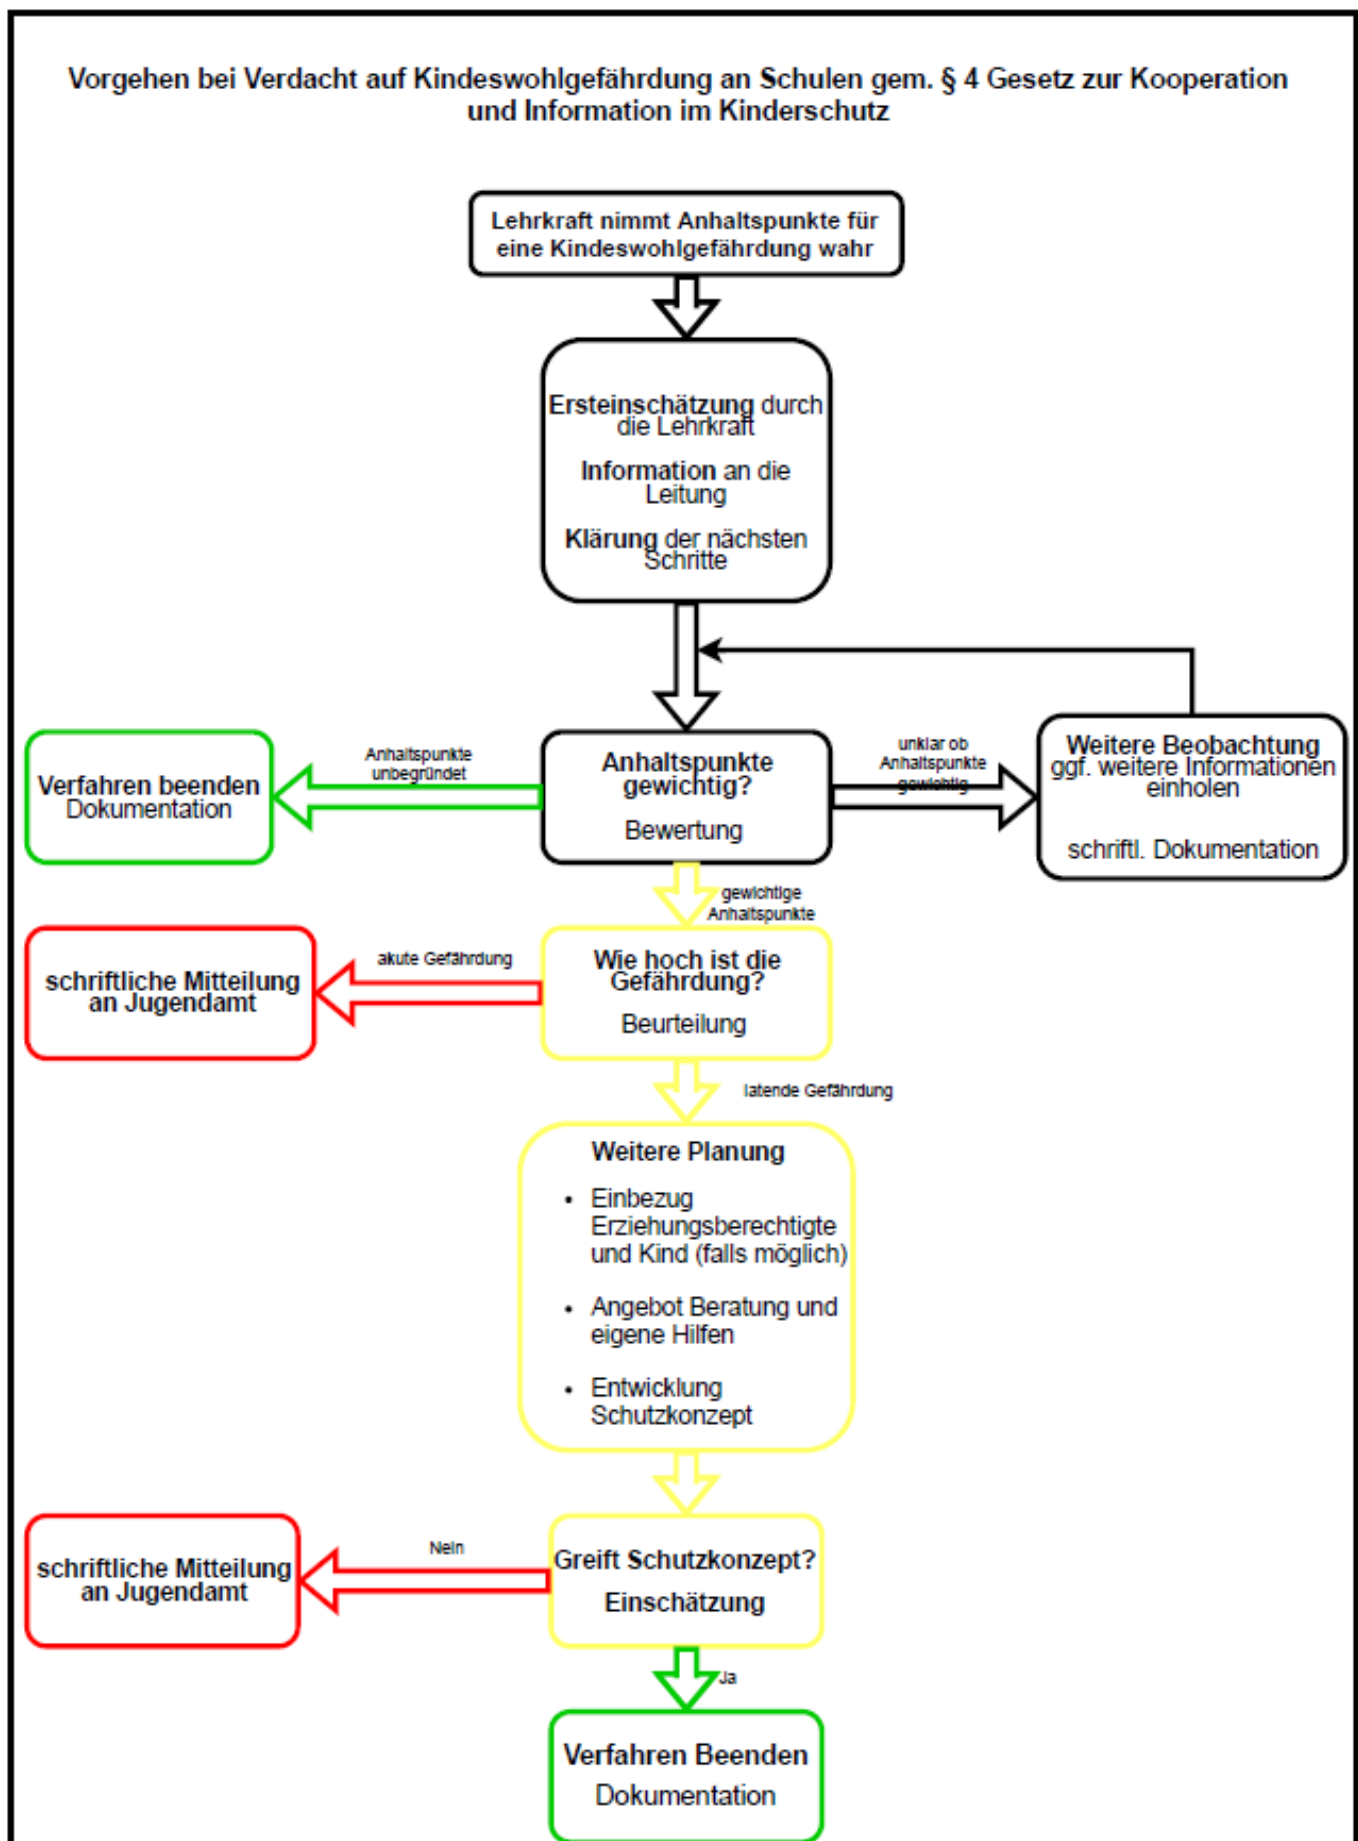 Vorgehen bei Verdacht auf Kindeswohlgefährdung an Schulen gem. § 4 Gesetz zur Kooperation
und Information im Kinderschutz
Lehrkraft nimmt Anhaltspunkte für
eine Kindeswohlgefährdung wahr
Ersteinschätzung durch
die Lehrkraft
Information an die
Leitung
Klärung der nächsten
Schritte
Anhaltspunkte
unbegründet
Verfahren beenden
Dokumentation
Anhaltspunkte
gewichtig?
Bewertung
unklar ob
Anhaltspunkte
gewichtig
Weitere Beobachtung
ggf. weitere Informationen
einholen
schriftl. Dokumentation
gewichtige
Anhaltspunkte
schriftliche Mitteilung
an Jugendamt
akute Gefährdung
Wie hoch ist die
Gefährdung?
Beurteilung
latende Gefährdung
Weitere Planung
• Einbezug
Erziehungsberechtigte
und Kind (falls möglich)
• Angebot Beratung und
eigene Hilfen
• Entwicklung
Schutzkonzept
schriftliche Mitteilung
an Jugendamt
Nein
Greift Schutzkonzept?
Einschätzung
Ja
Verfahren Beenden
Dokumentation